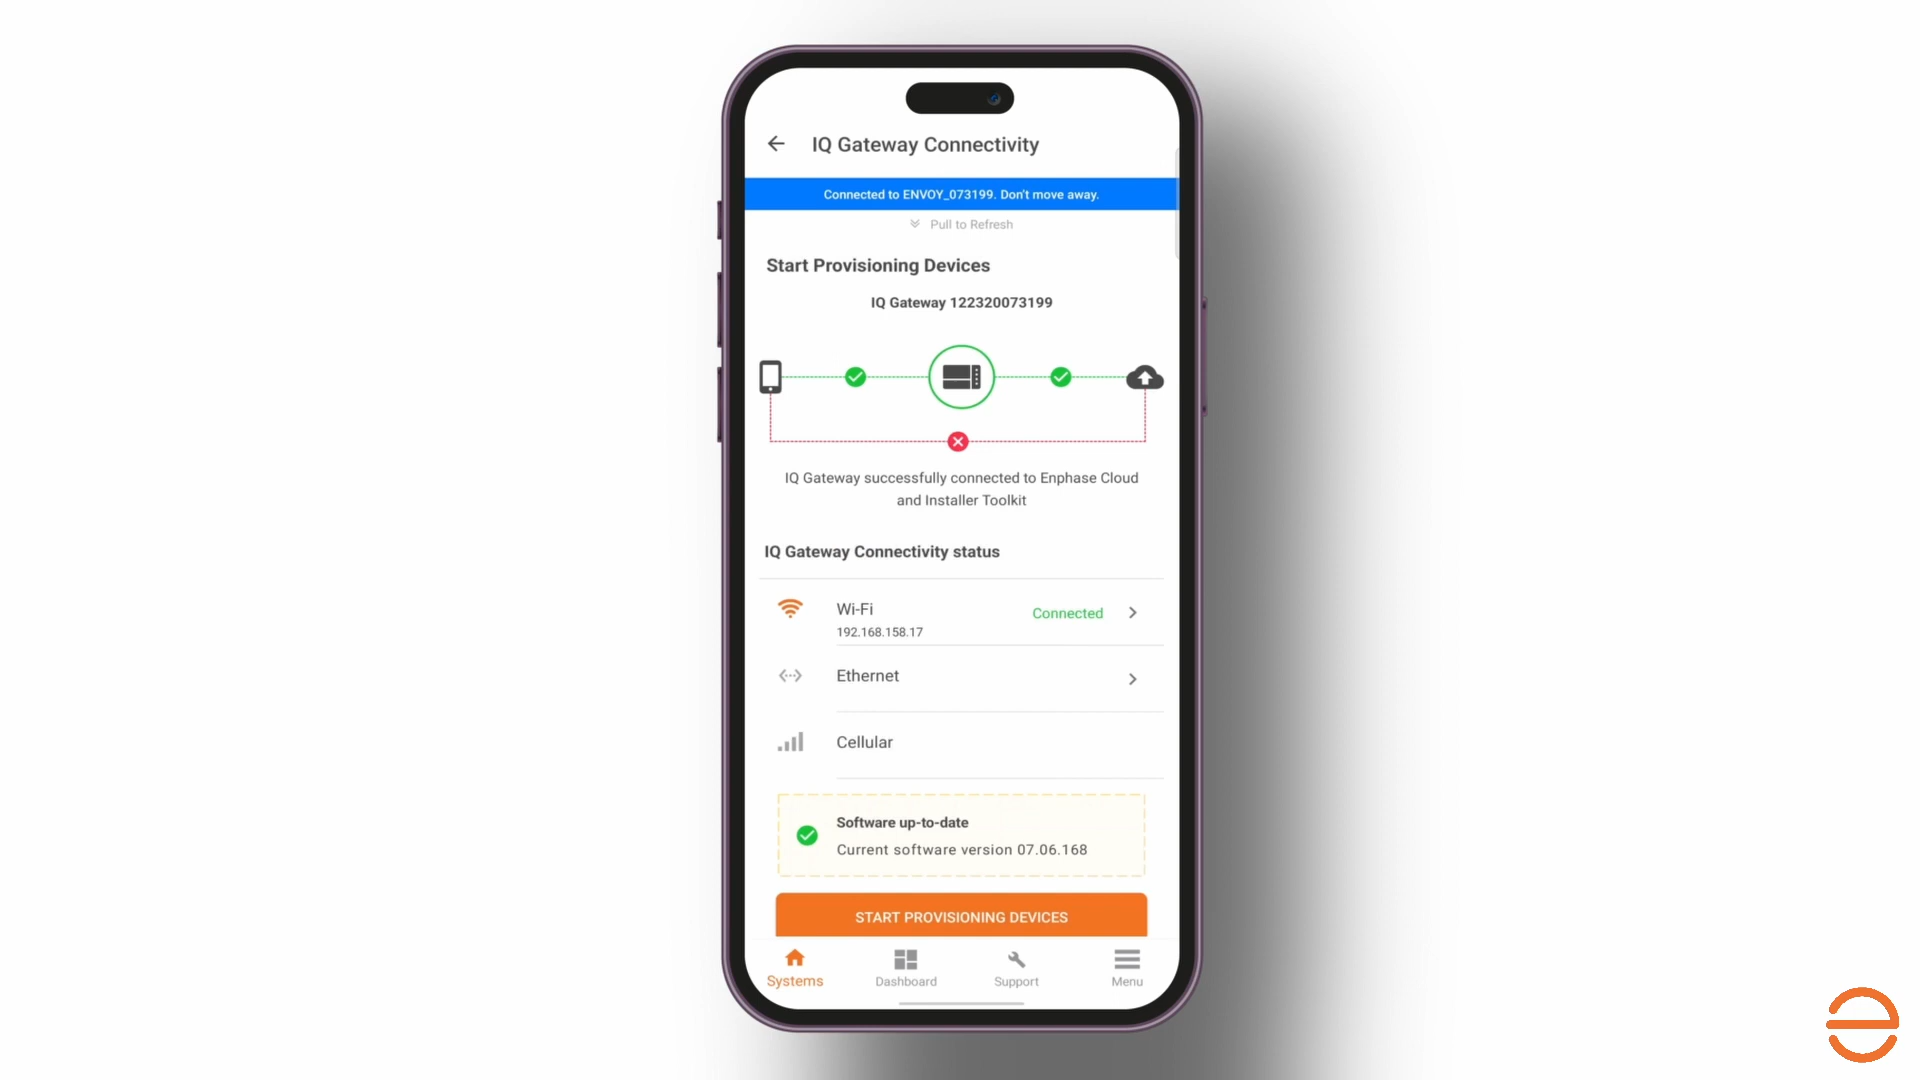 IQ Gateway Connectivity
Connected to ENVOY_073199. Don't move away.
Pull to Refresh
Start Provisioning Devices
IQ Gateway 122320073199
IQ Gateway successfully connected to Enphase Cloud
and Installer Toolkit
IQ Gateway Connectivity status
Wi-Fi
Connected
192.168.158.17
Ethernet
Cellular
Software up-to-date
Current software version 07.06.168
START PROVISIONING DEVICES
Systems
Dashboard
Support
Menu